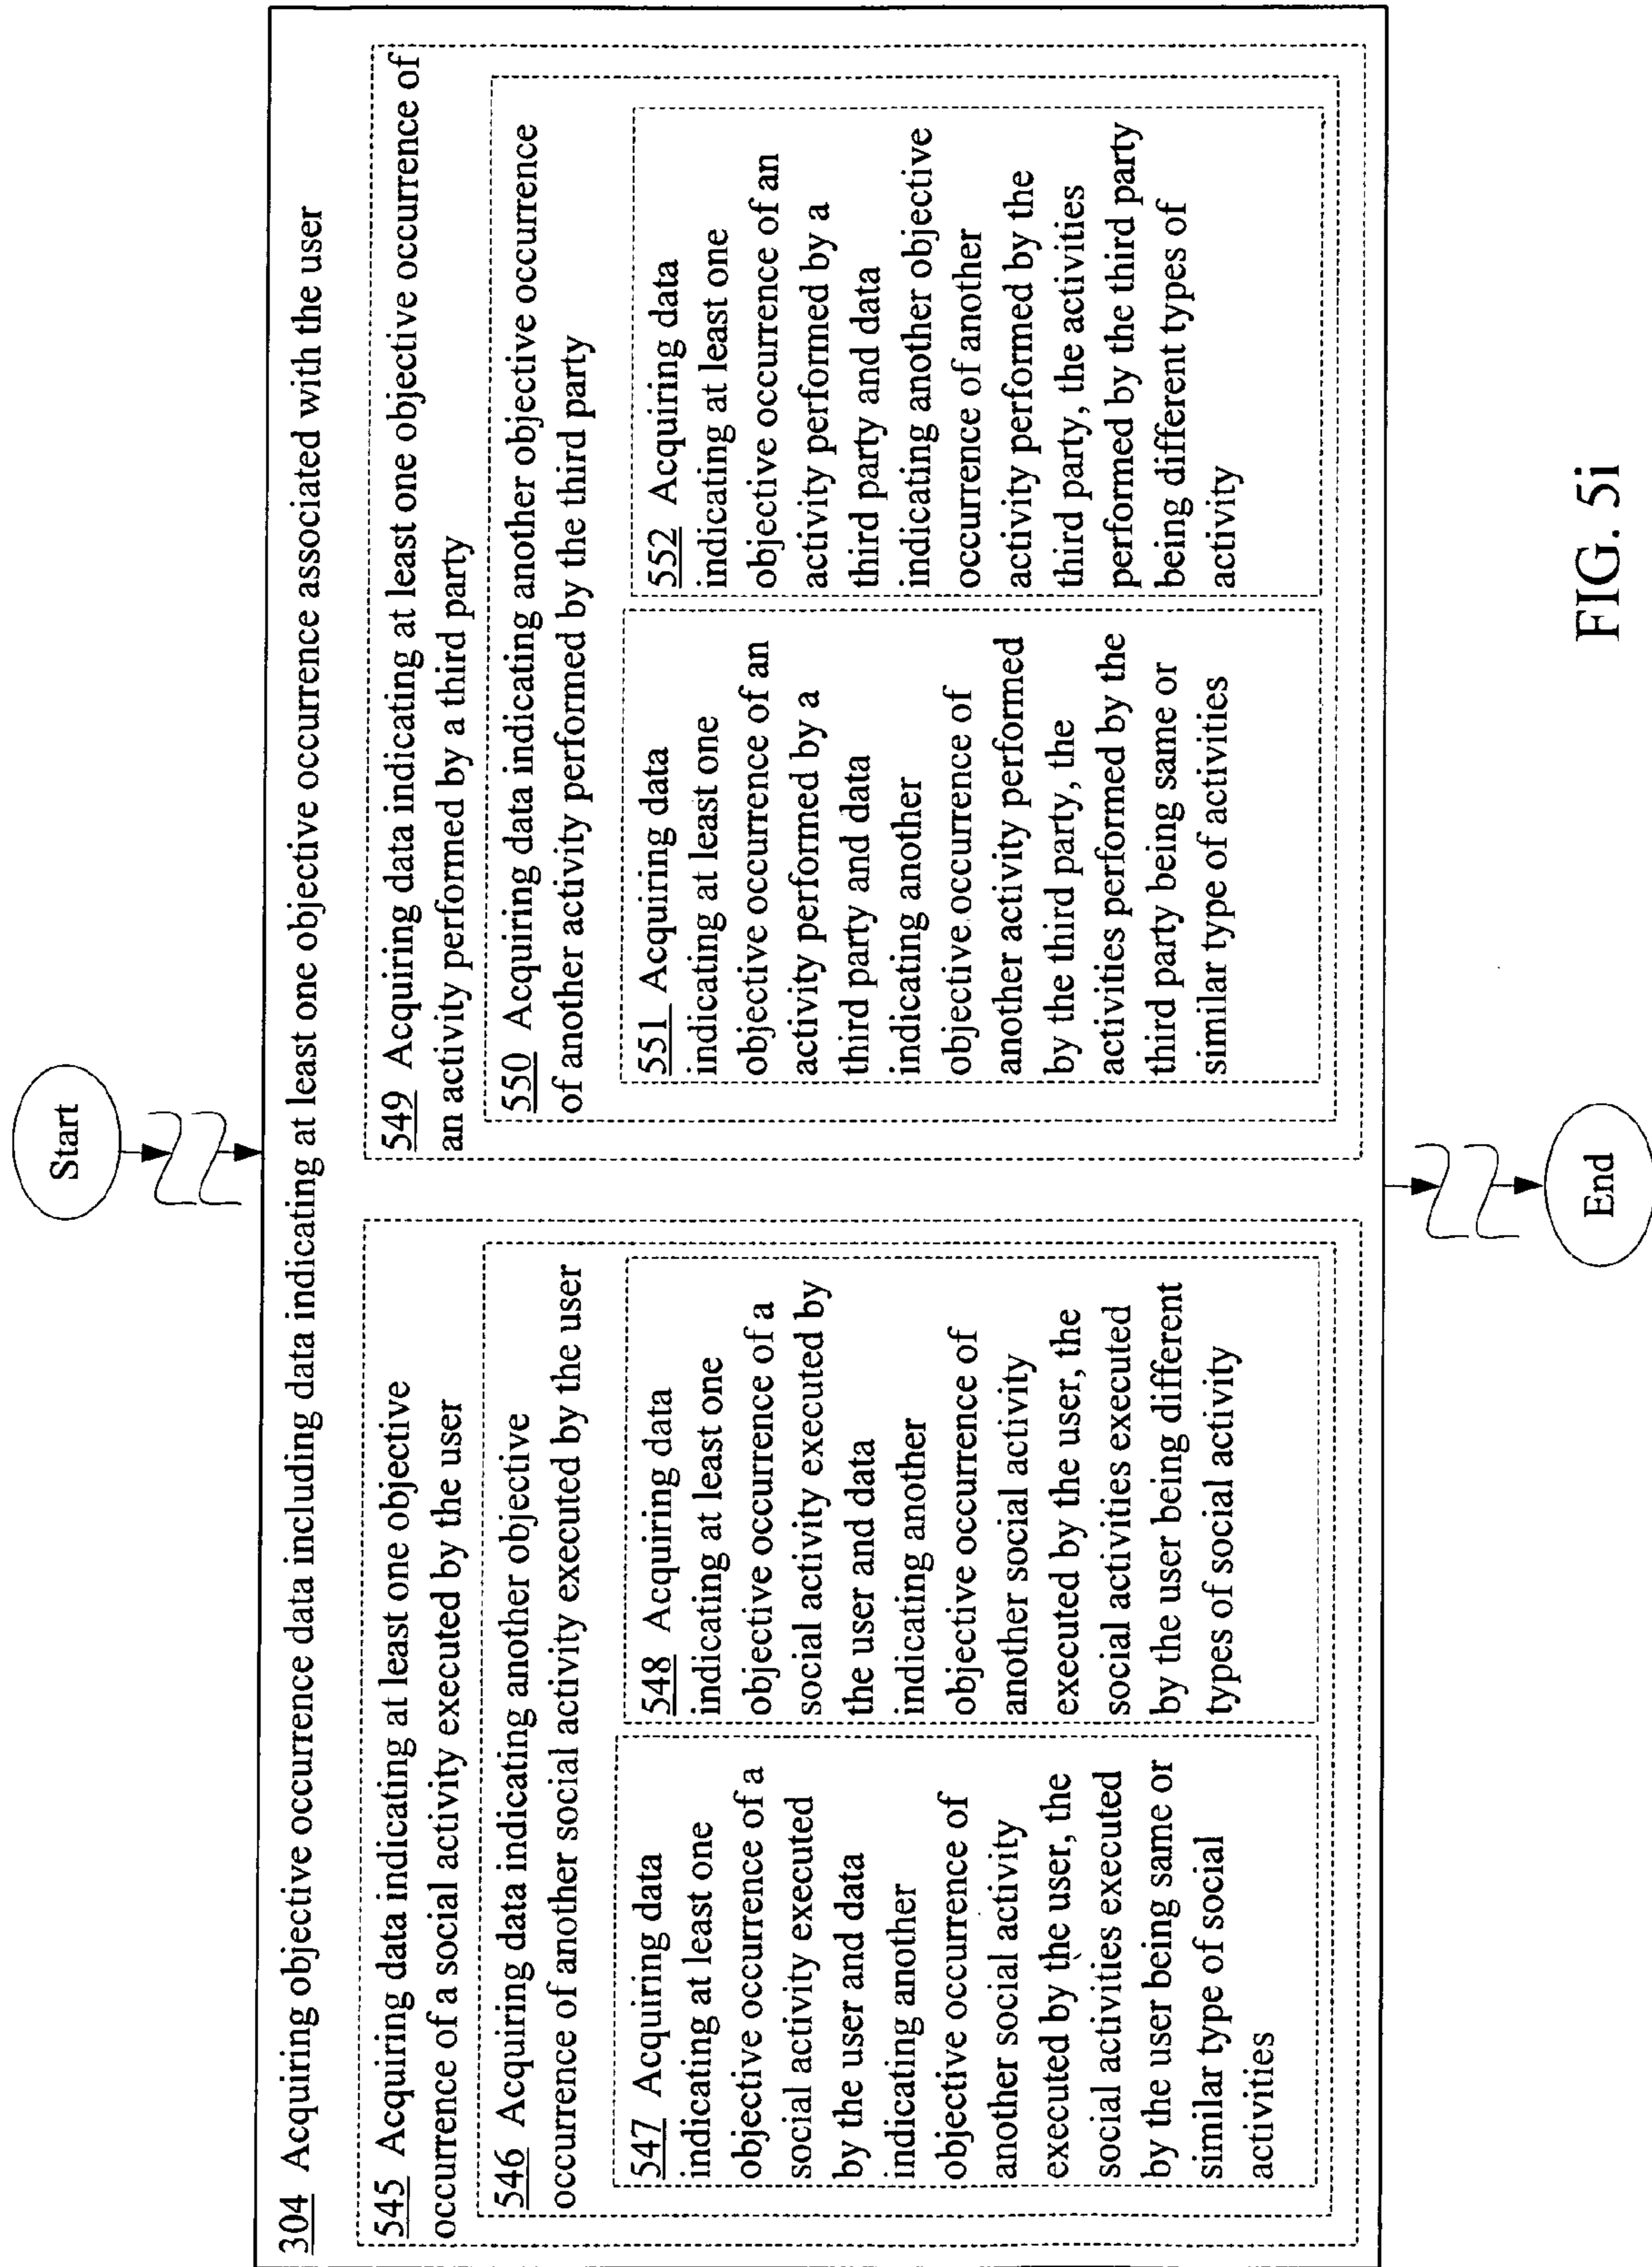 Start
304 Acquiring objective occurrence data including data indicating at least one objective occurrence associated with the user
545 Acquiring data indicating at least one objective
occurrence of a social activity executed by the user
546 Acquiring data indicating another objective
occurrence of another social activity executed by the user
547 Acquiring data
indicating at least one
objective occurrence of a
social activity executed
by the user and data
indicating another
objective occurrence of
another social activity
executed by the user, the
social activities executed
by the user being same or
similar type of social
activities
548 Acquiring data
indicating at least one
objective occurrence of a
social activity executed by
the user and data
indicating another
objective occurrence of
another social activity
executed by the user, the
social activities executed
by the user being different
types of social activity
549 Acquiring data indicating at least one objective occurrence of
an activity performed by a third party
550 Acquiring data indicating another objective occurrence
of another activity performed by the third party
551 Acquiring data
indicating at least one
objective occurrence of an
activity performed by a
third party and data
indicating another
objective occurrence of
another activity performed
by the third party, the
activities performed by the
third party being same or
similar type of activities
552 Acquiring data
indicating at least one
objective occurrence of an
activity performed by a
third party and data
indicating another objective
occurrence of another
activity performed by the
third party, the activities
performed by the third party
being different types of
activity
End
FIG. 5i